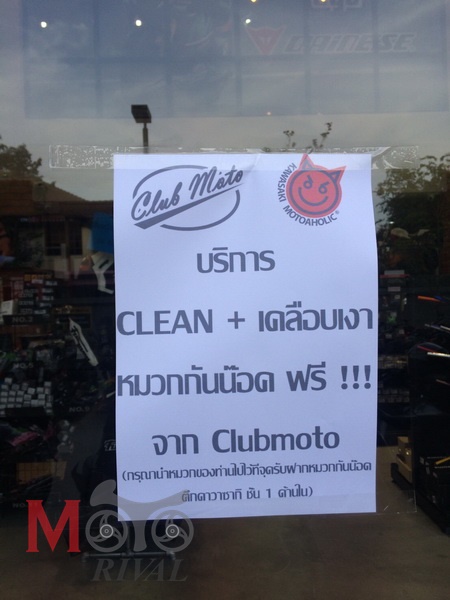 DAINESE
Club Moto
KAWASAKI
MOTOAHOLIC
บริการ
CLEAN + เคลือบเงา
หมวกกันน๊อค ฟรี !!!
จาก Clubmoto
(กรุณานำหมวกของท่านไปไว้ที่จุดรับฝากหมวกกันน๊อค
ตึกคาวาซากิ ชั้น 1 ด้านใน)
MOTO
RIVAL